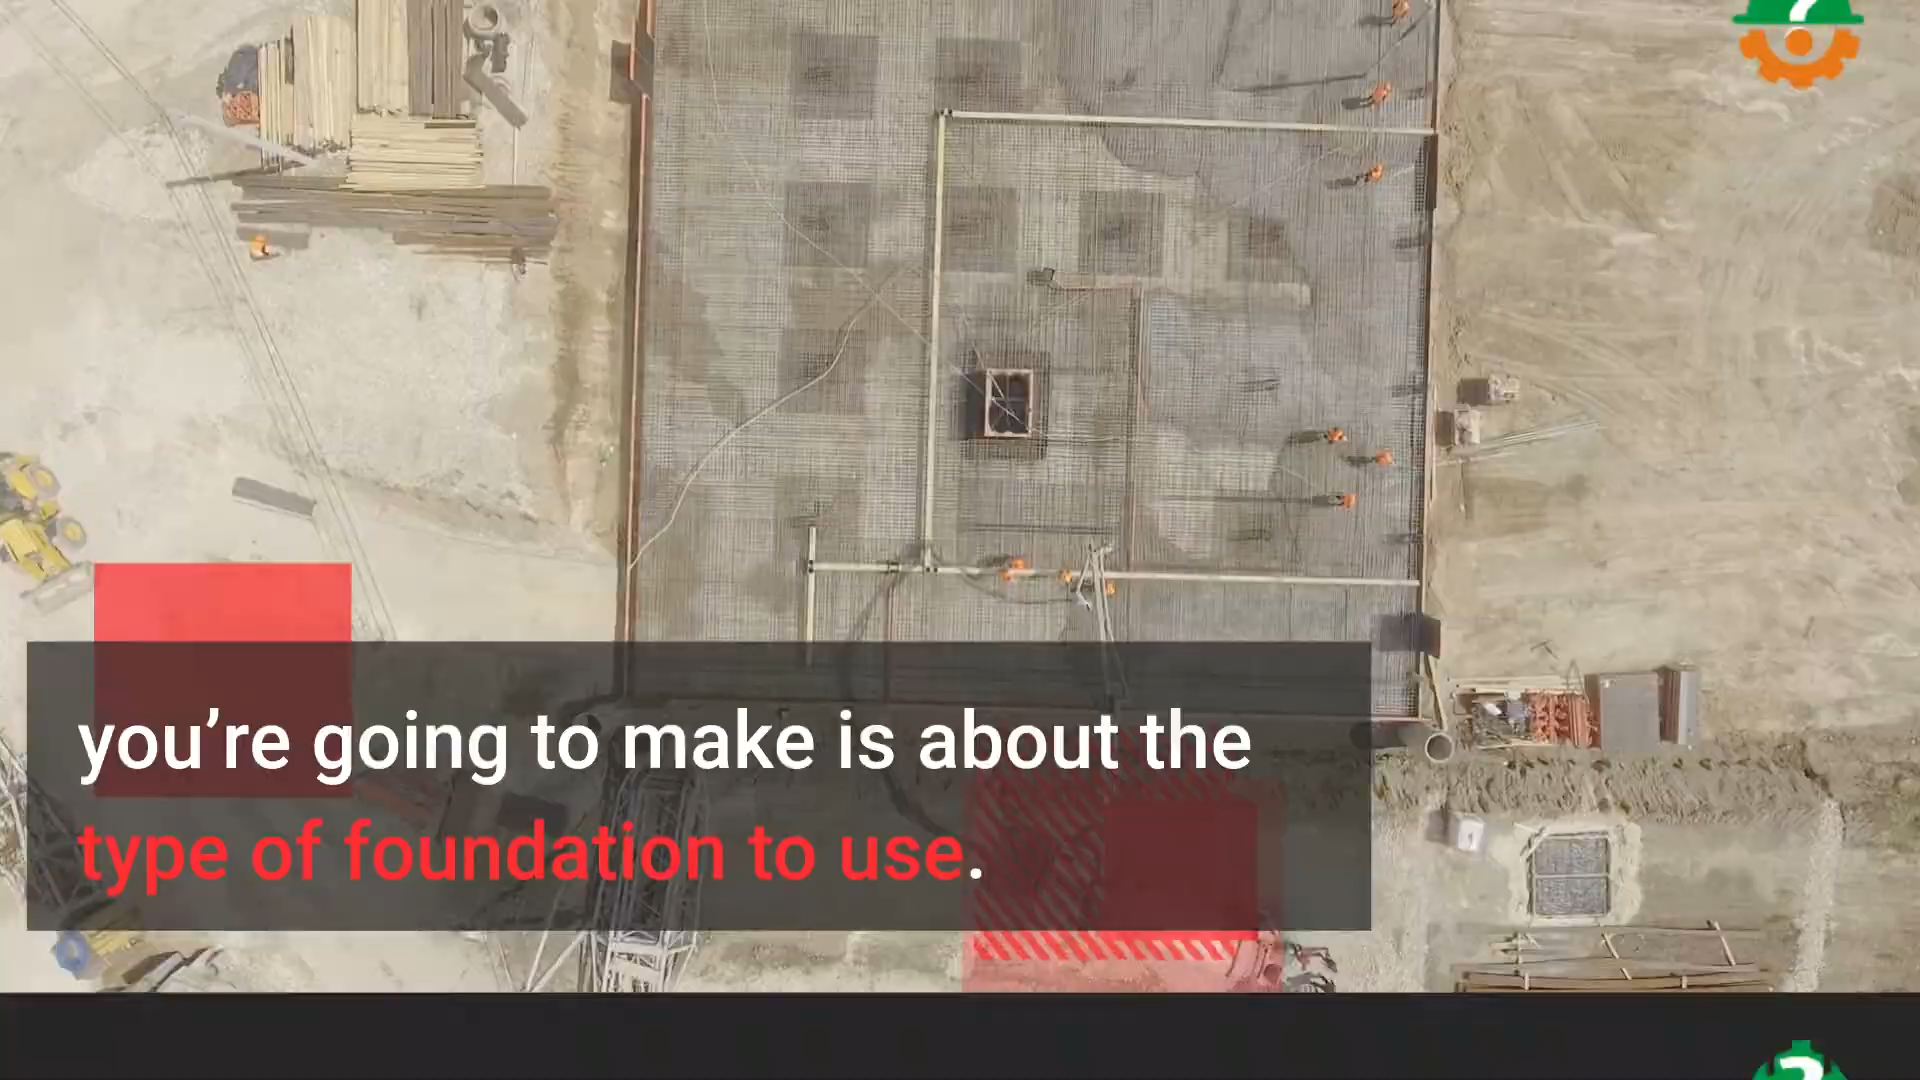 ?
you’re going to make is about the
type of foundation to use.
?